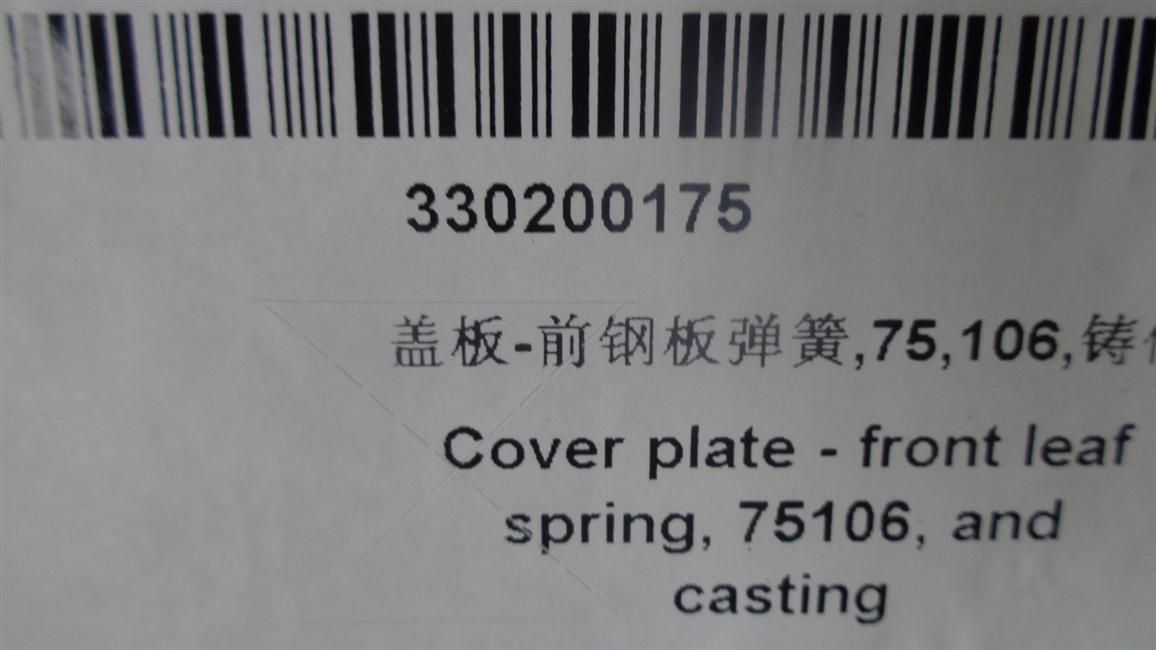 330200175
盖板-前钢板弹簧,75,106,铸
Cover plate - front leaf
spring, 75106, and
casting